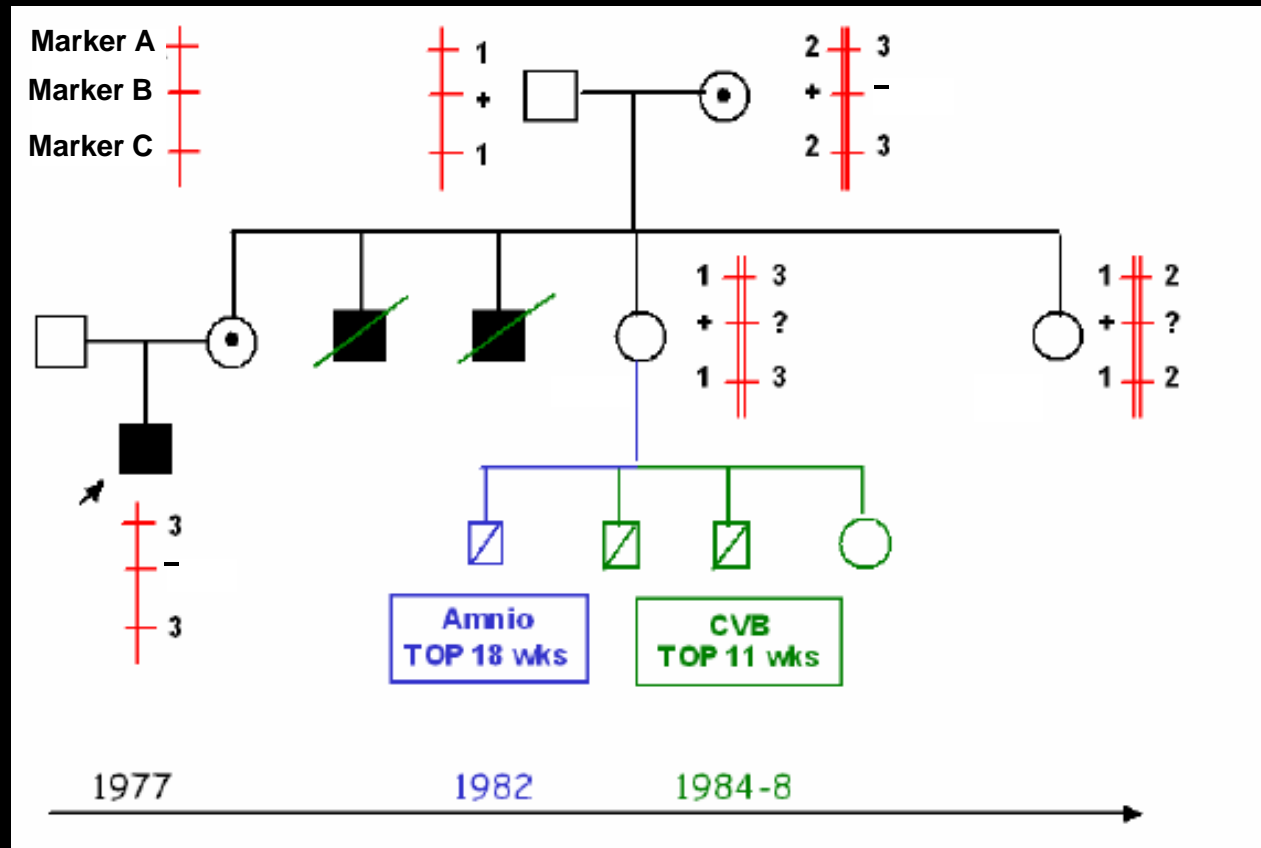 Marker A
Marker B
Marker C
1
+
1
2 3
+ –
2 3
1 3
+ ?
1 3
1 2
+ ?
1 2
3
–
3
Amnio
TOP 18 wks
CVB
TOP 11 wks
1977 1982 1984-8